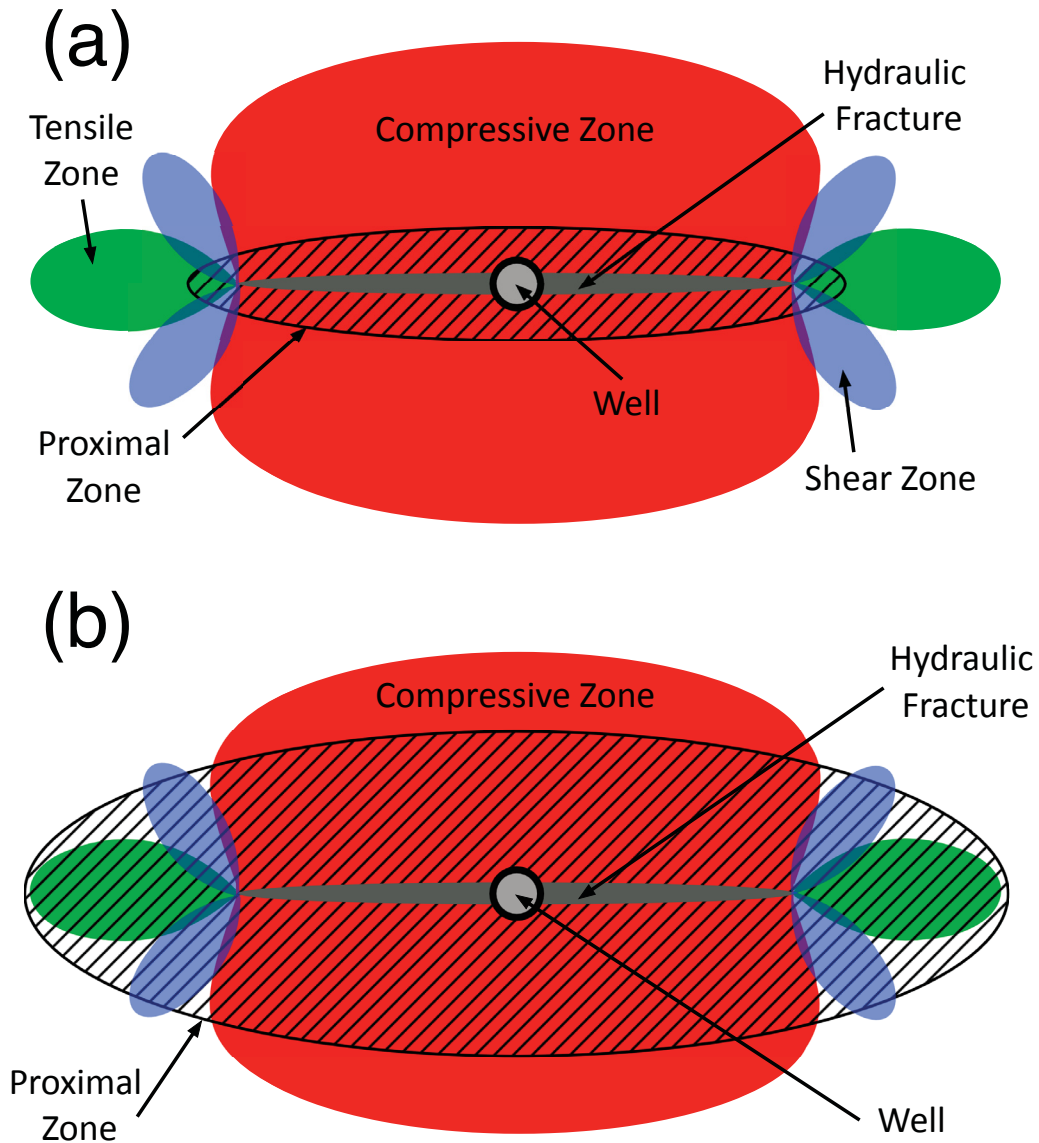 (a)
Hydraulic
Fracture
Tensile
Zone
Compressive Zone
Well
Proximal
Zone
Shear Zone
(b)
Hydraulic
Fracture
Compressive Zone
Proximal
Zone
Well